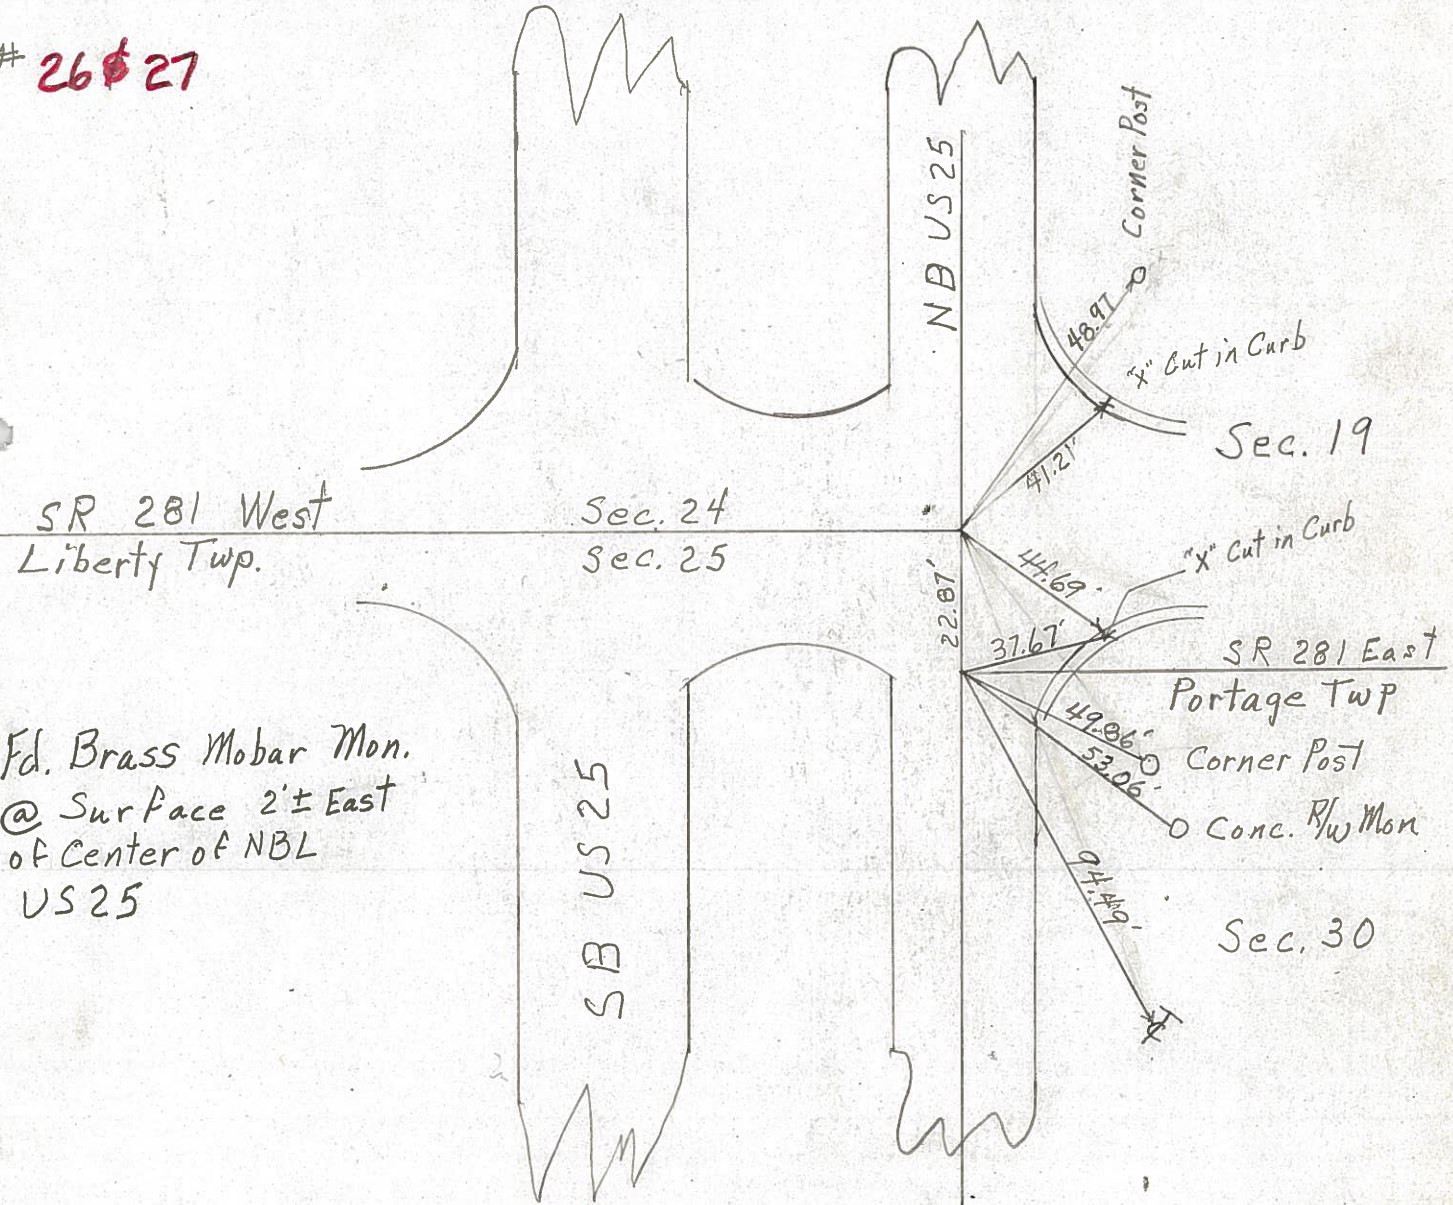 # 26 & 27
NB US 25
Corner Post
48.97
"x" Cut in Curb
41.21'
Sec. 19
SR 281 West
Sec. 24
Liberty Twp.
Sec. 25
"x" Cut in Curb
44.69'
22.87'
37.67'
SR 281 East
Portage Twp
49.86'
Corner Post
53.06'
Conc. R/W Mon
94.49'
Sec. 30
Fd. Brass Mobar Mon.
@ Surface 2'± East
of Center of NBL
US 25
SB US 25